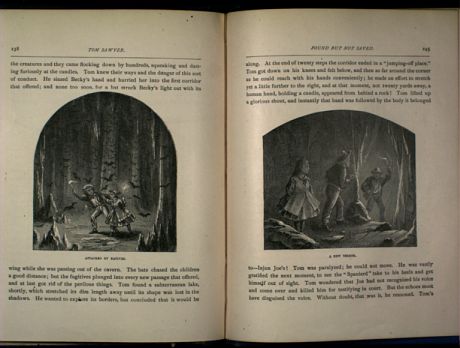 238
TOM SAWYER.
the creatures and they came flocking down by hundreds, squeaking and dart-
ing furiously at the candles. Tom knew their ways and the danger of this sort
of conduct. He seized Becky's hand and hurried her into the first corridor
that offered; and none too soon, for a bat struck Becky's light out with its
ATTACKED BY
wing while she was passing out of the cavern. The bats chased the children
a good distance; but the fugitives plunged into every new passage that offered,
and at last got rid of the perilous things. Tom found a subterranean lake,
shortly, which stretched its dim length away until its shape was lost in the
shadows. He wanted to explore its borders, but concluded that it would be
FOUND BUT NOT SAVED.
245
along. At the end of twenty steps the corridor ended in a "jumping-off place."
Tom got down on his knees and felt below, and then as far around the corner
as he could reach with his hands conveniently; he made an effort to stretch
yet a little further to the right, and at that moment, not twenty yards away, a
human hand, holding a candle, appeared from behind a rock! Tom lifted up
a glorious shout, and instantly that hand was followed by the body it belonged
A NEW
to—Injun Joe's! Tom was paralyzed; he could not move. He was vastly
gratified the next moment, to see the "Spaniard" take to his heels and get
himself out of sight. Tom wondered that Joe had not recognized his voice
and come over and killed him for testifying in court. But the echoes must
have disguised the voice. Without doubt, that was it, he reasoned. Tom's